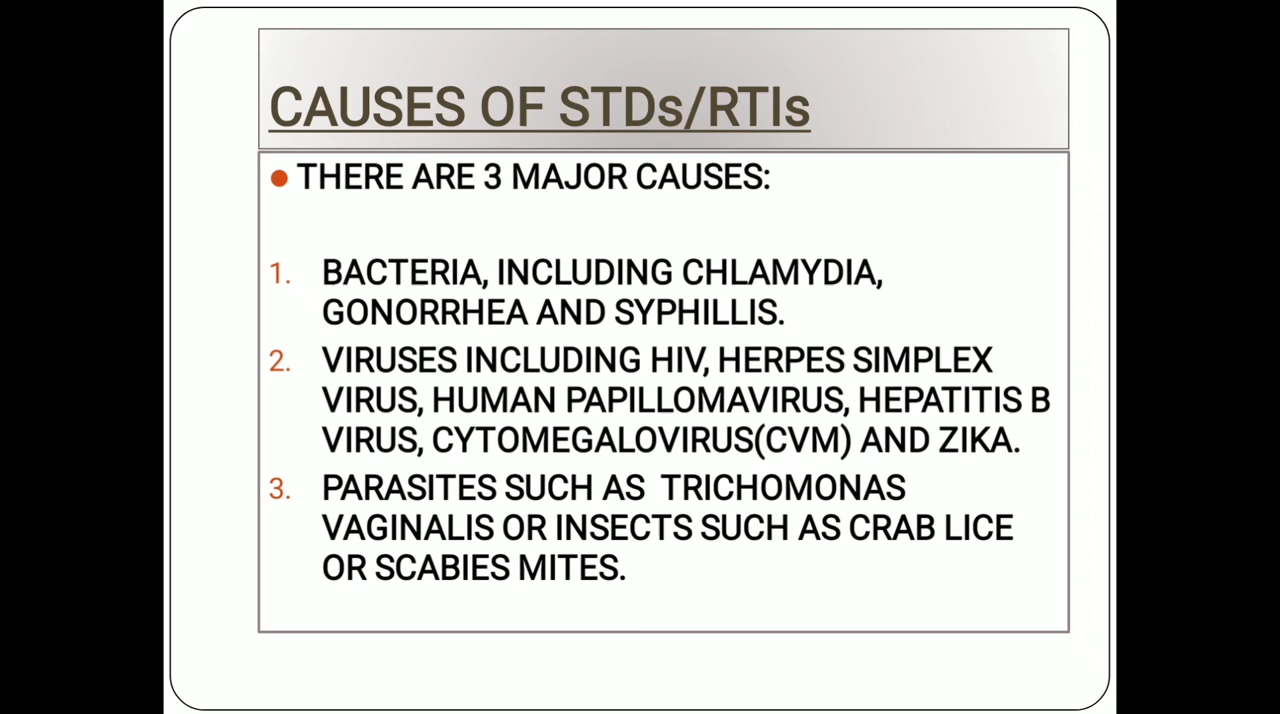 CAUSES OF STDs/RTIs
● THERE ARE 3 MAJOR CAUSES:
1. BACTERIA, INCLUDING CHLAMYDIA,
GONORRHEA AND SYPHILLIS.
2. VIRUSES INCLUDING HIV, HERPES SIMPLEX
VIRUS, HUMAN PAPILLOMAVIRUS, HEPATITIS B
VIRUS, CYTOMEGALOVIRUS(CVM) AND ZIKA.
3. PARASITES SUCH AS TRICHOMONAS
VAGINALIS OR INSECTS SUCH AS CRAB LICE
OR SCABIES MITES.